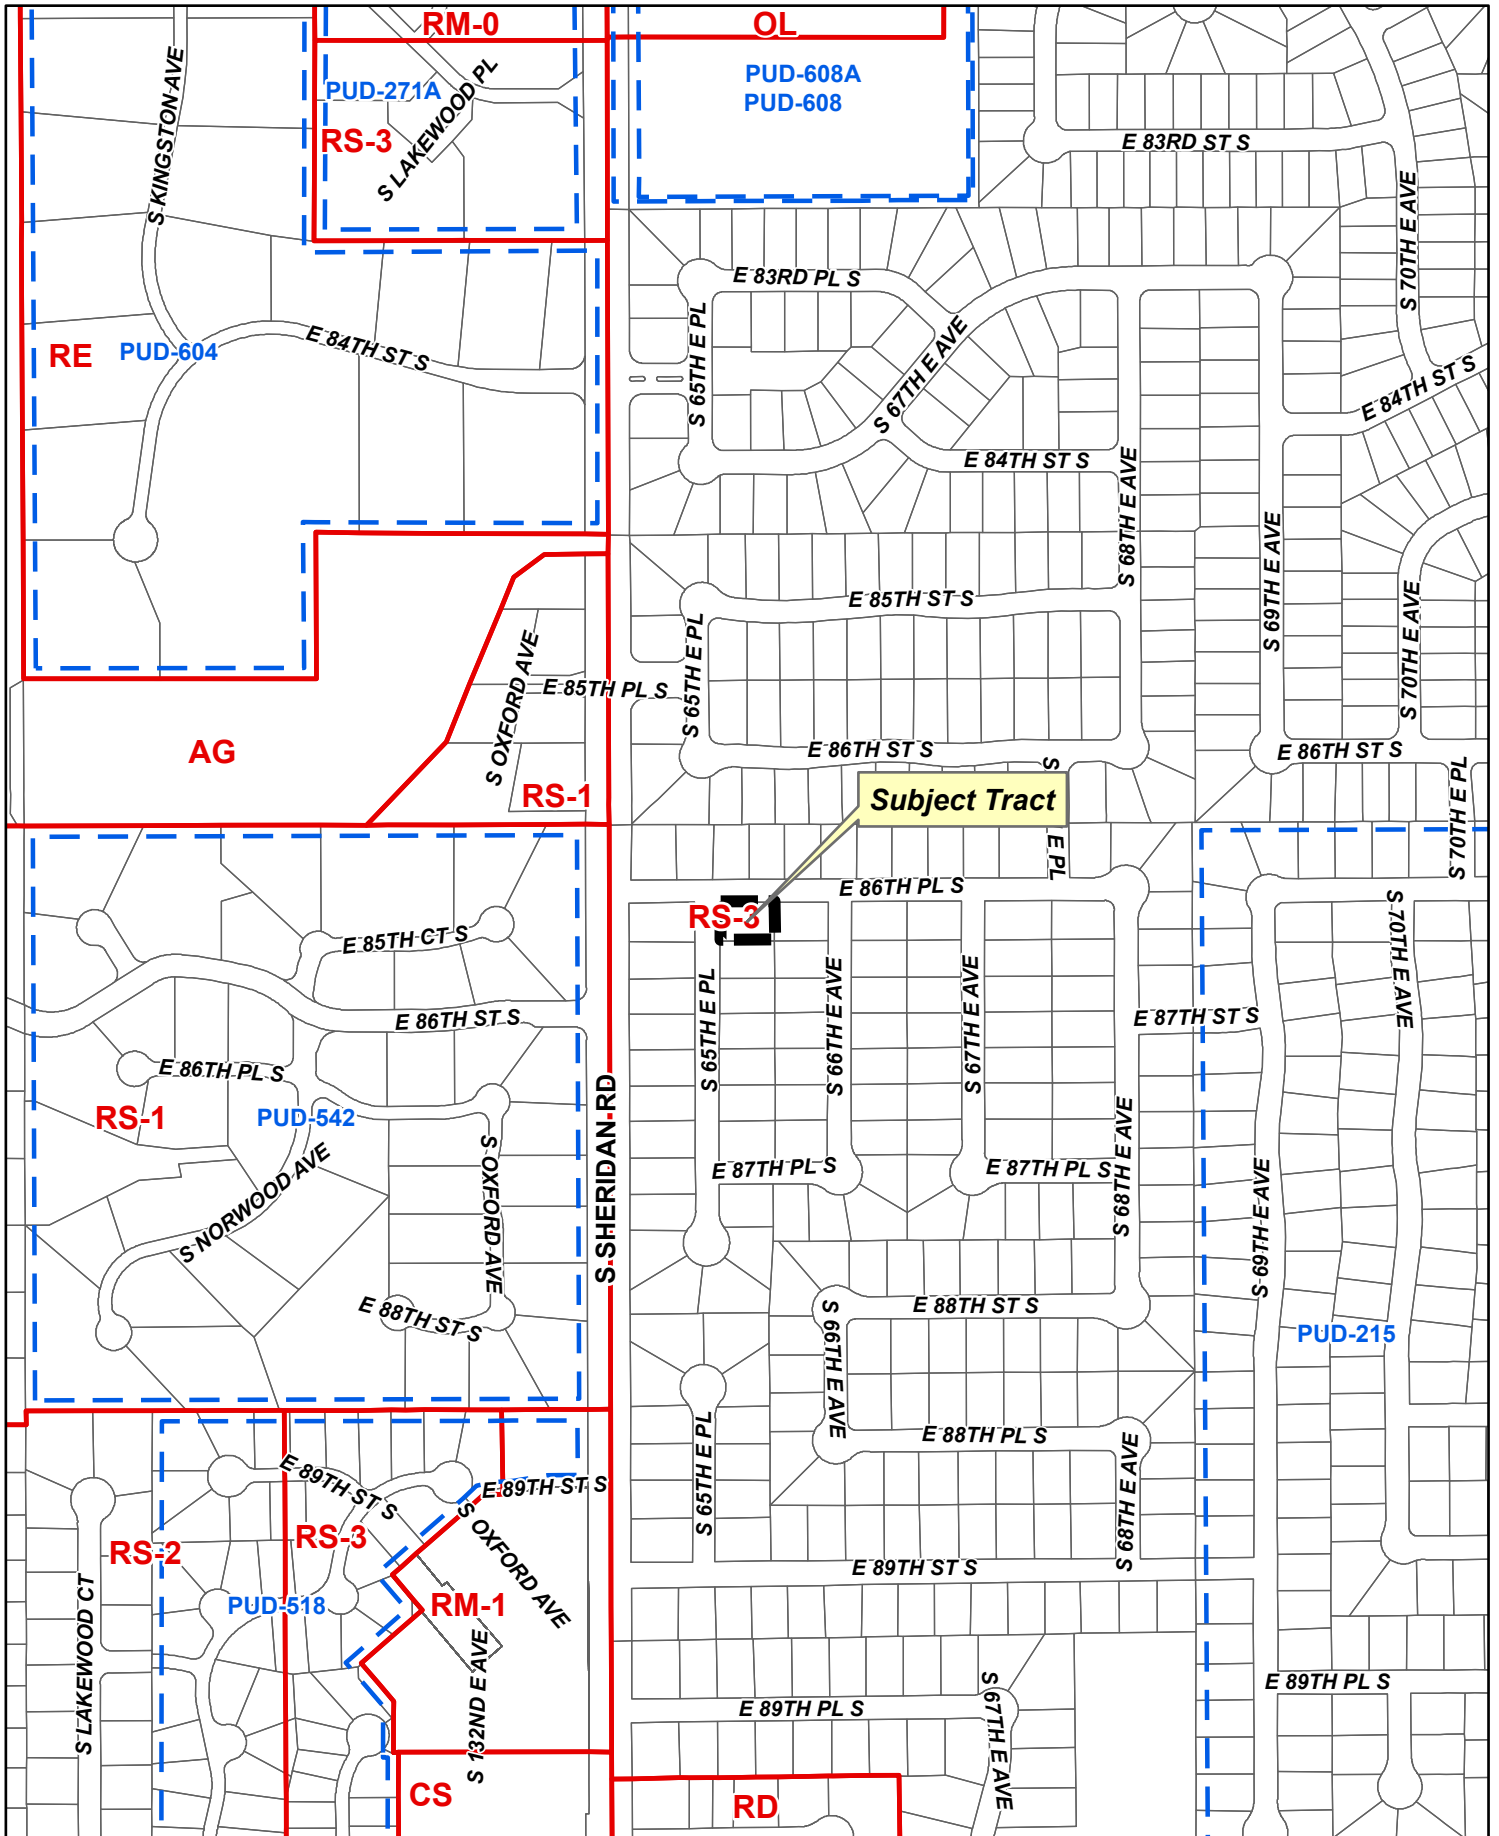 RM-0
OL
PUD-271A
PUD-608A
PUD-608
S KINGSTON AVE
S LAKEWOOD PL
RS-3
E 83RD ST S
S 70TH E AVE
E 83RD PL S
S 65TH E PL
S 67TH E AVE
RE
PUD-604
E 84TH ST S
E 84TH ST S
E 84TH ST S
S 68TH E AVE
S 69TH E AVE
E 85TH ST S
S 70TH E AVE
S OXFORD AVE
S 65TH E PL
E 85TH PL S
AG
RS-1
E 86TH ST S
E 86TH ST S
S 70TH E PL
S E PL
Subject Tract
E 86TH PL S
RS-3
E 85TH CT S
S 70TH E AVE
E 86TH ST S
S 65TH E PL
S 66TH E AVE
S 67TH E AVE
E 87TH ST S
E 86TH PL S
RS-1
PUD-542
S NORWOOD AVE
S OXFORD AVE
S SHERIDAN RD
E 87TH PL S
E 87TH PL S
S 68TH E AVE
S 69TH E AVE
E 88TH ST S
E 88TH ST S
S 66TH E AVE
PUD-215
E 88TH PL S
S 65TH E PL
S 68TH E AVE
E 89TH ST S
E 89TH ST S
S OXFORD AVE
RS-2
RS-3
E 89TH ST S
PUD-518
RM-1
S LAKEWOOD CT
S 132ND E AVE
E 89TH PL S
S 67TH E AVE
E 89TH PL S
CS
RD